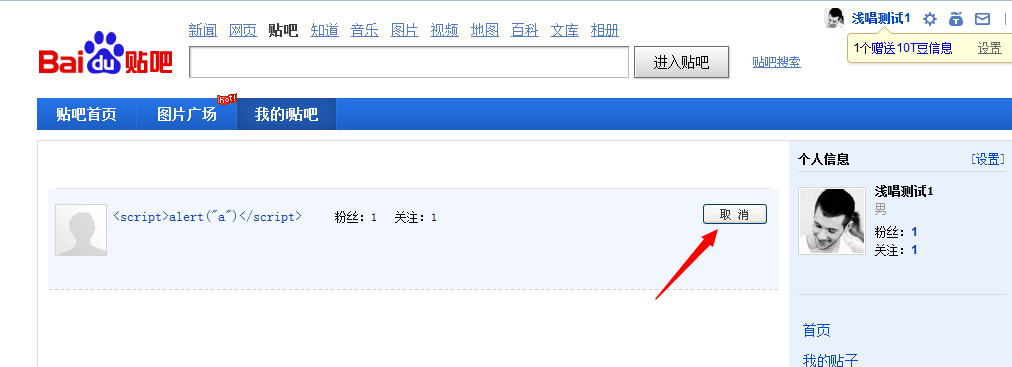 浅唱测试1
1个赠送10T豆信息 设置
新闻 网页 贴吧 知道 音乐 图片 视频 地图 百科 文库 相册
Bai du 贴吧
进入贴吧 贴吧搜索
hot!
贴吧首页 图片广场 我的i贴吧
个人信息 [设置]
<script>alert("a")</script> 粉丝：1 关注：1 取 消
浅唱测试1
男
粉丝：1
关注：1
首页
我的贴子